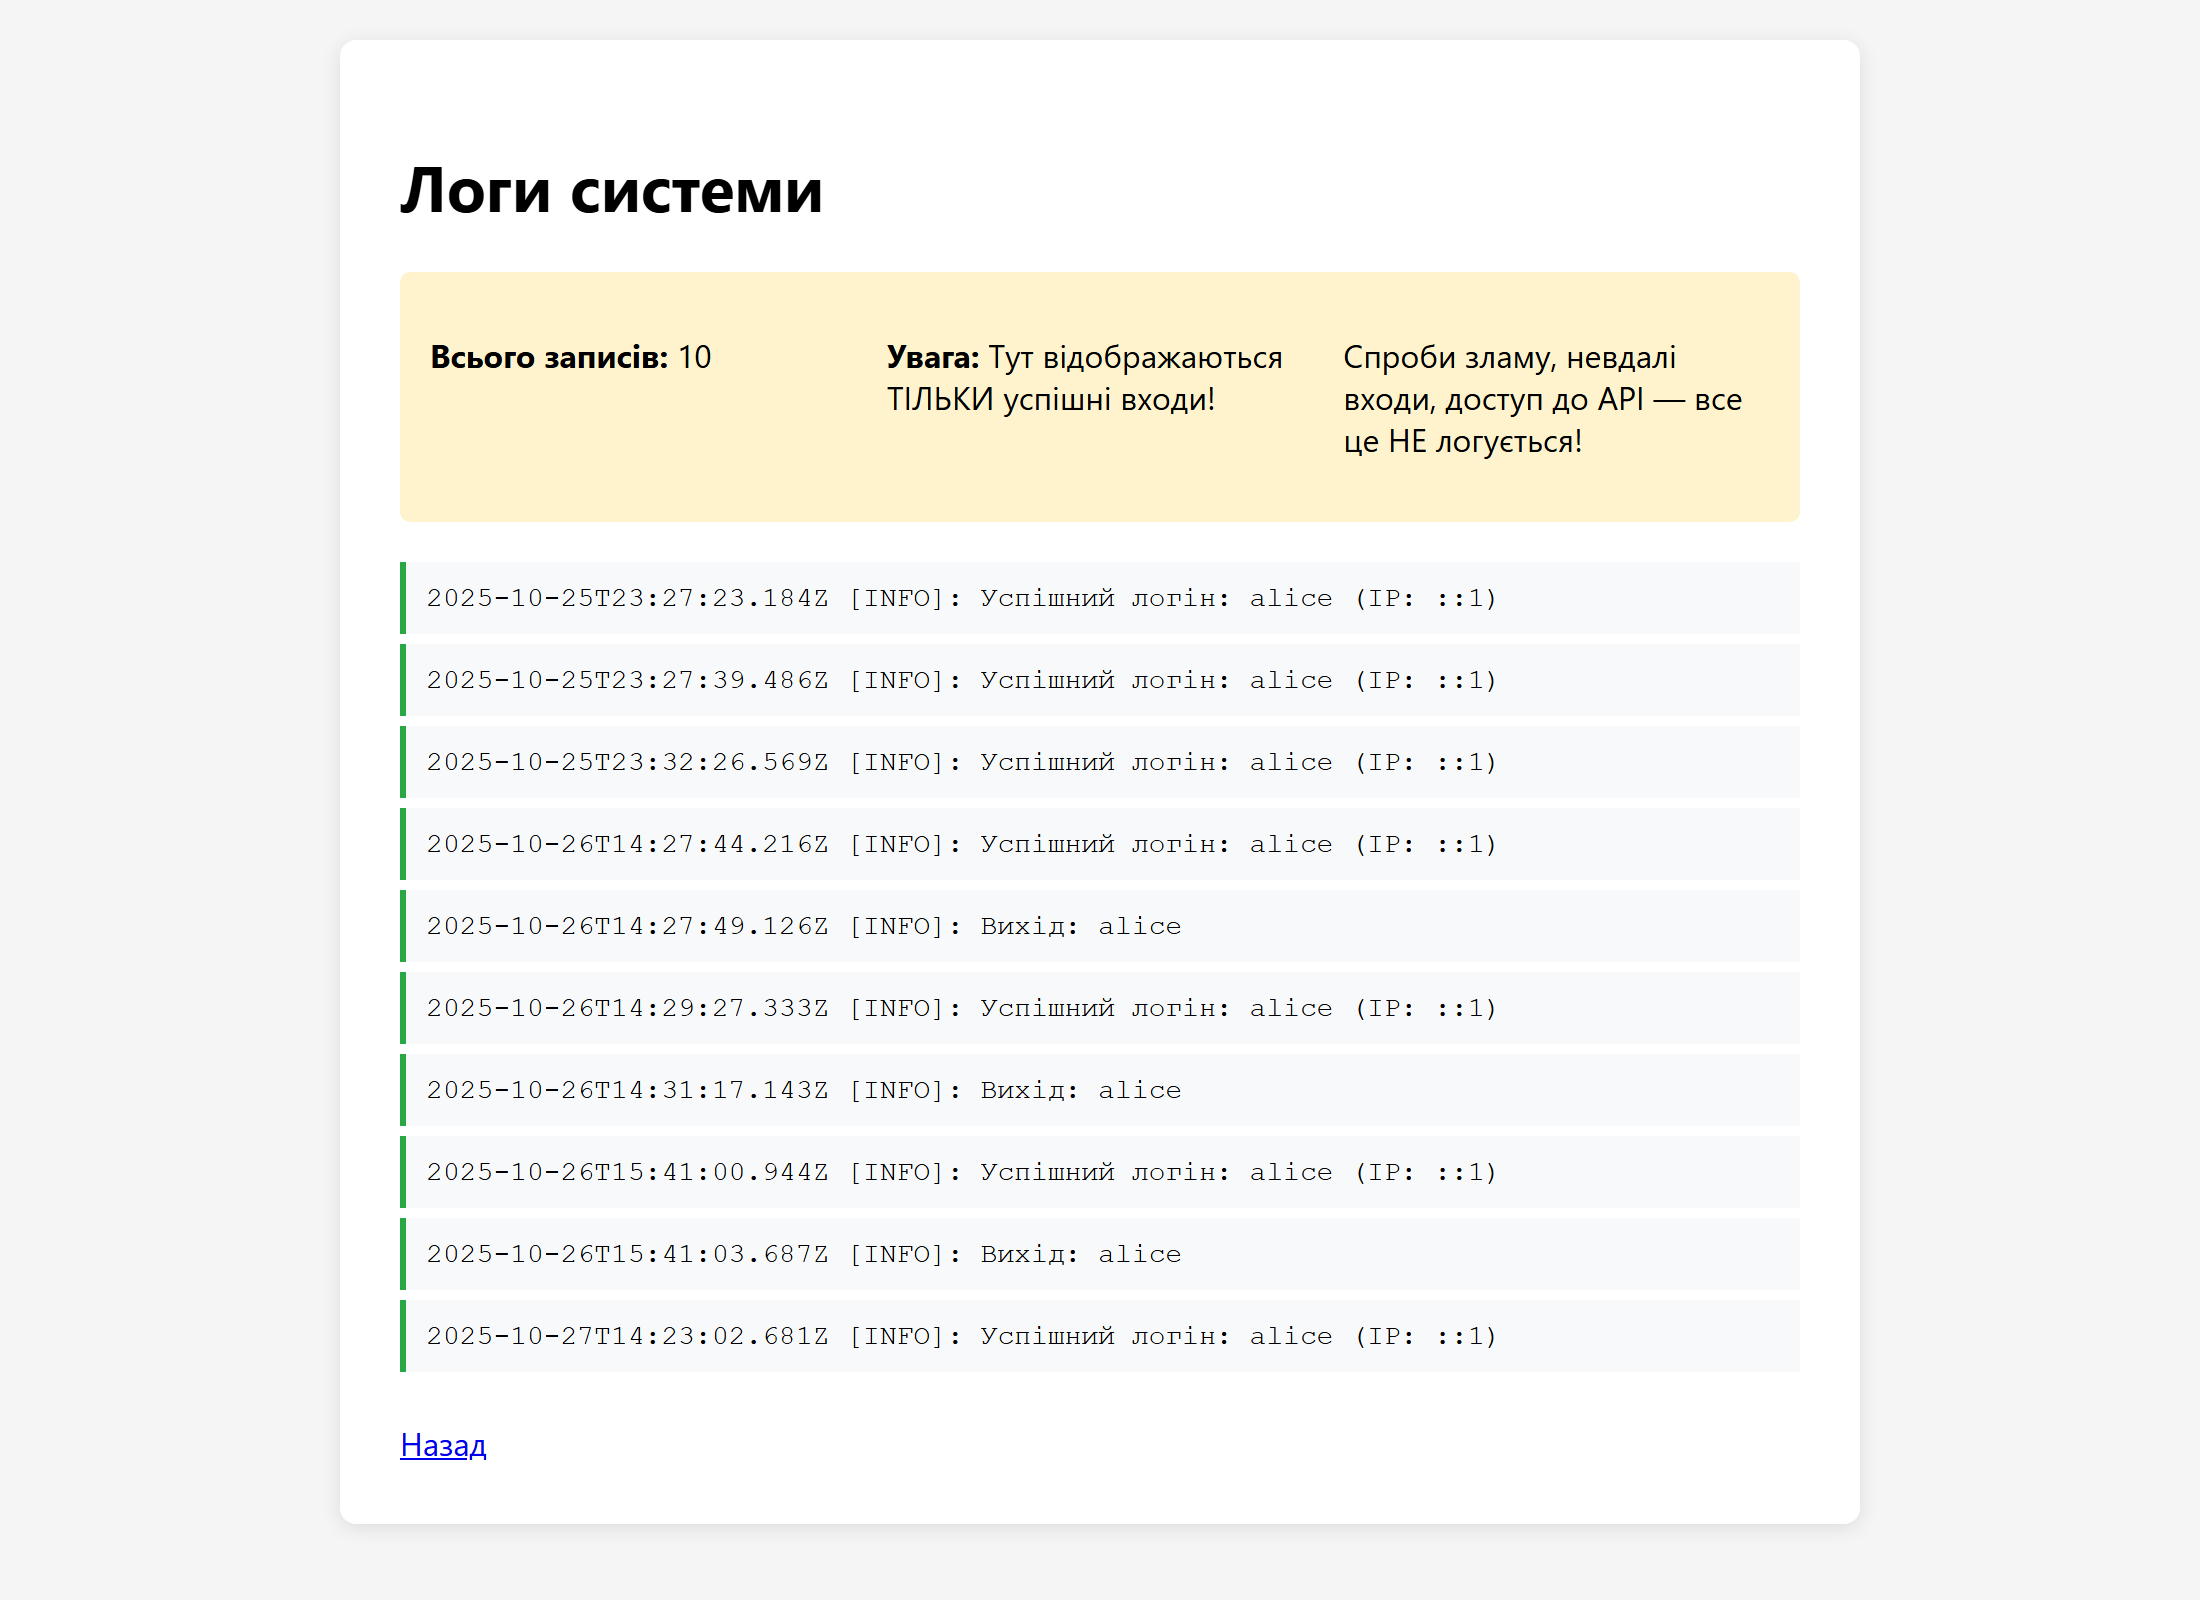 Логи системи
Всього записів: 10
Увага: Тут відображаються
ТІЛЬКИ успішні входи!
Спроби зламу, невдалі
входи, доступ до API — все
це НЕ логується!
2025-10-25T23:27:23.184Z [INFO]: Успішний логін: alice (IP: ::1)
2025-10-25T23:27:39.486Z [INFO]: Успішний логін: alice (IP: ::1)
2025-10-25T23:32:26.569Z [INFO]: Успішний логін: alice (IP: ::1)
2025-10-26T14:27:44.216Z [INFO]: Успішний логін: alice (IP: ::1)
2025-10-26T14:27:49.126Z [INFO]: Вихід: alice
2025-10-26T14:29:27.333Z [INFO]: Успішний логін: alice (IP: ::1)
2025-10-26T14:31:17.143Z [INFO]: Вихід: alice
2025-10-26T15:41:00.944Z [INFO]: Успішний логін: alice (IP: ::1)
2025-10-26T15:41:03.687Z [INFO]: Вихід: alice
2025-10-27T14:23:02.681Z [INFO]: Успішний логін: alice (IP: ::1)
Назад